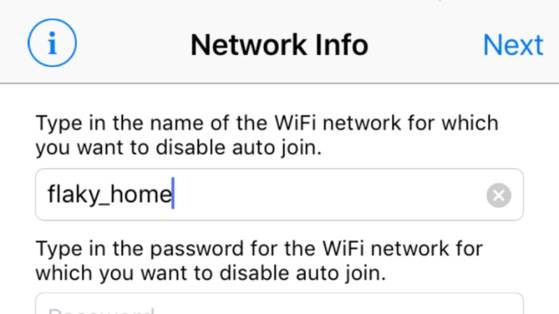 i
Network Info
Next
Type in the name of the WiFi network for which
you want to disable auto join.
flaky_home
Type in the password for the WiFi network for
which you want to disable auto join.
Password